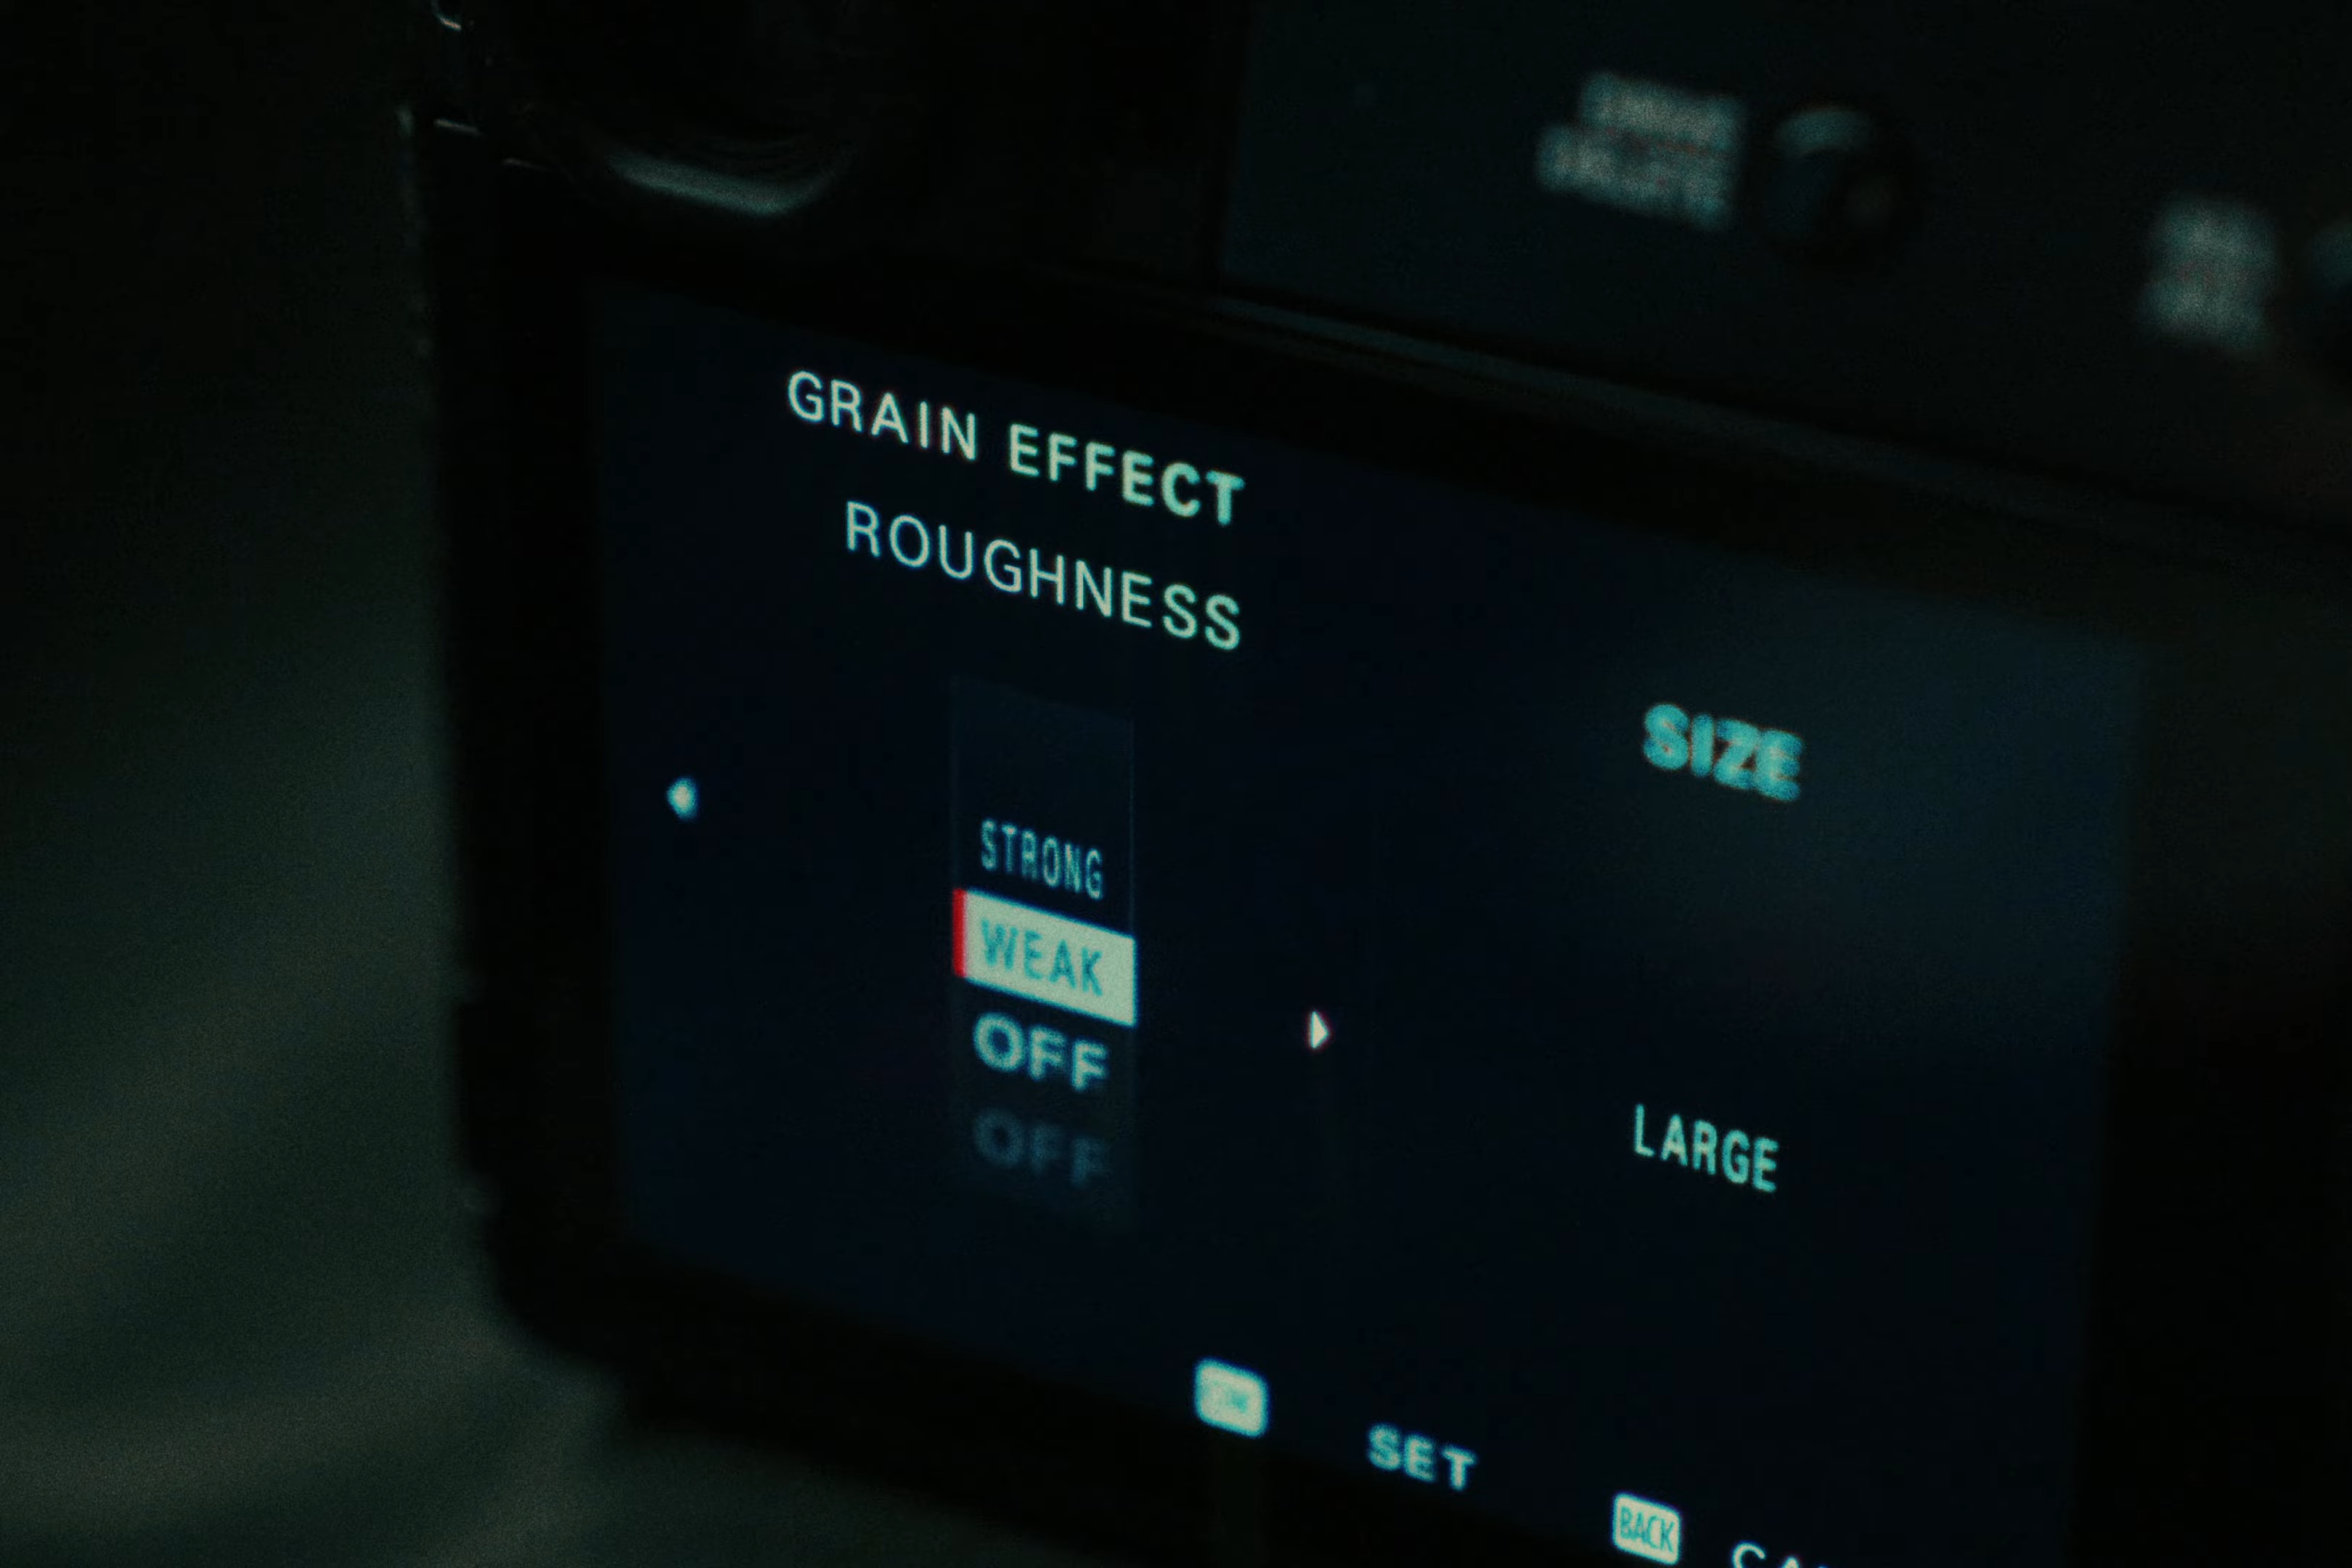 GRAIN EFFECT
ROUGHNESS
SIZE
STRONG
WEAK
OFF
OFF
LARGE
SET
BACK